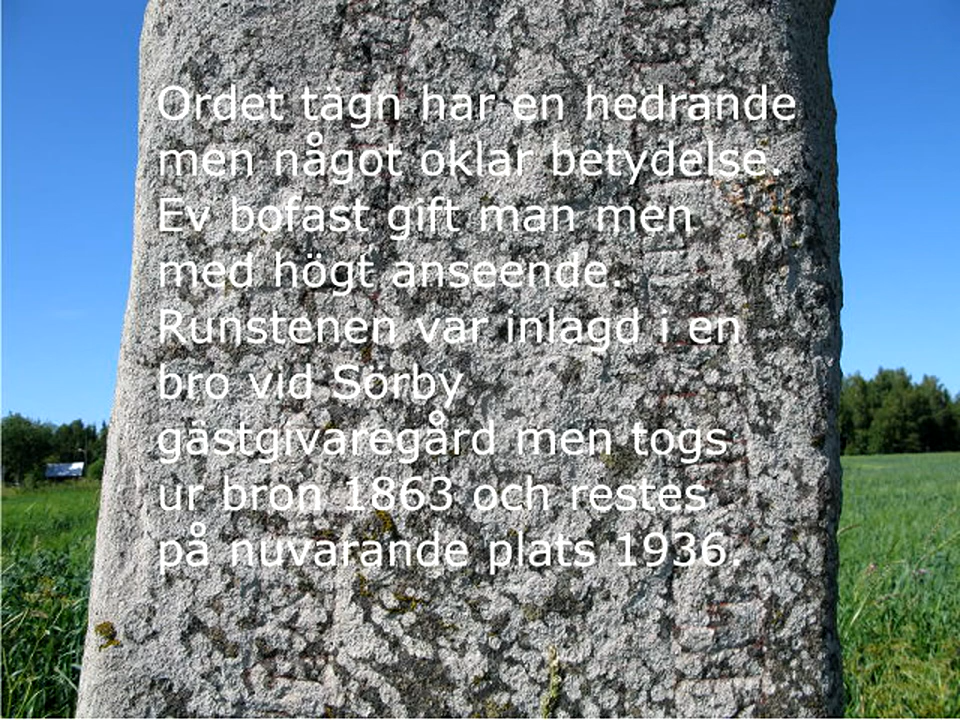 Ordet tägn har en hedrande
men något oklar betydelse.
Ev bofast gift man men
med högt anseende.
Runstenen var inlagd i en
bro vid Sörby
gästgivaregård men togs
ur bron 1863 och restes
på nuvarande plats 1936.